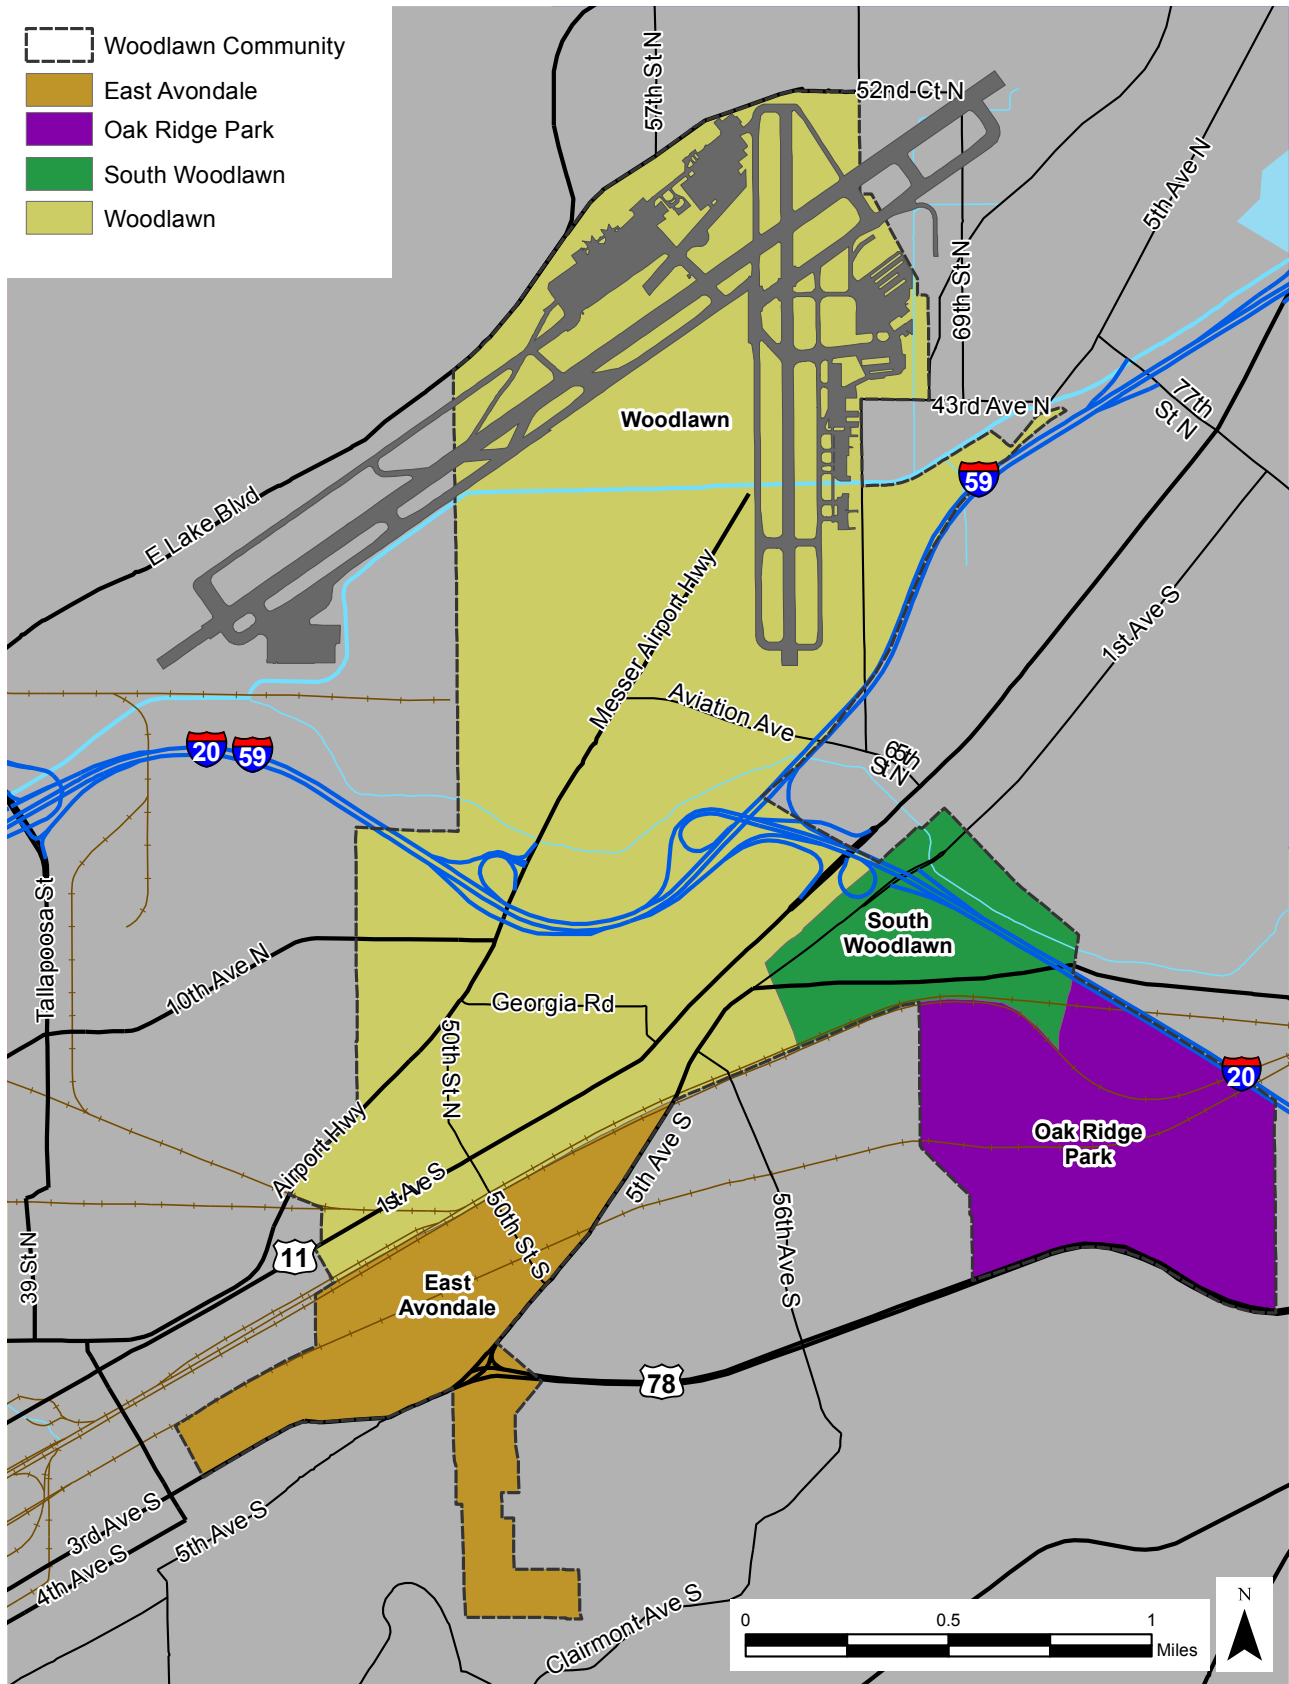 Woodlawn Community
East Avondale
Oak Ridge Park
South Woodlawn
Woodlawn
57th St N
52nd Ct N
5th Ave N
69th St N
43rd Ave N
77th
St N
Woodlawn
59
E Lake Blvd
Messer Airport Hwy
1st Ave S
Aviation Ave
65th
St N
20
59
Tallapoosa St
10th Ave N
South
Woodlawn
Georgia Rd
50th St N
20
Oak Ridge
Park
Airport Hwy
1st Ave S
5th Ave S
50th St S
56th Ave S
39 St N
11
East
Avondale
78
3rd Ave S
4th Ave S
5th Ave S
Clairmont Ave S
0
0.5
1
Miles
N